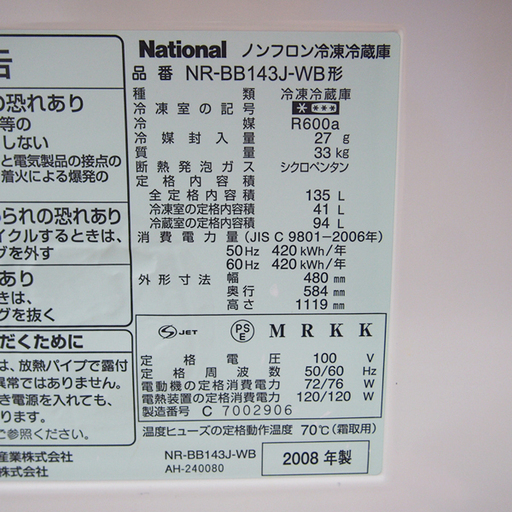 告
の恐れあり
等の
しない
と電気製品の接点の
着火による爆発の
められの恐れあり
イクルするときは、
グを外す
あり
きは、
グを抜く
だくために
は、放熱パイプで露付
異常ではありません。
き電源を入れても、
ご参照ください。
産業株式会社
業株式会社
National ノンフロン冷凍冷蔵庫
品番 NR-BB143J-WB形
種類 冷凍冷蔵庫
冷凍室の記号 * ***
冷媒 R600a
冷媒封入量 27 g
質量 33 kg
断熱発泡ガス シクロペンタン
定格内容積
全定格内容積 135 L
冷凍室の定格内容積 41 L
冷蔵室の定格内容積 94 L
消費電力量 (JIS C 9801-2006年)
50 Hz 420 kWh/年
60 Hz 420 kWh/年
外形寸法 幅 480 mm
奥行 584 mm
高さ 1119 mm
S JET PSE MRKK
定格電圧 100 V
定格周波数 50/60 Hz
電動機の定格消費電力 72/76 W
電熱装置の定格消費電力 120/120 W
製造番号 C 7002906
温度ヒューズの定格動作温度 70℃(霜取用)
NR-BB143J-WB
AH-240080
2008 年製